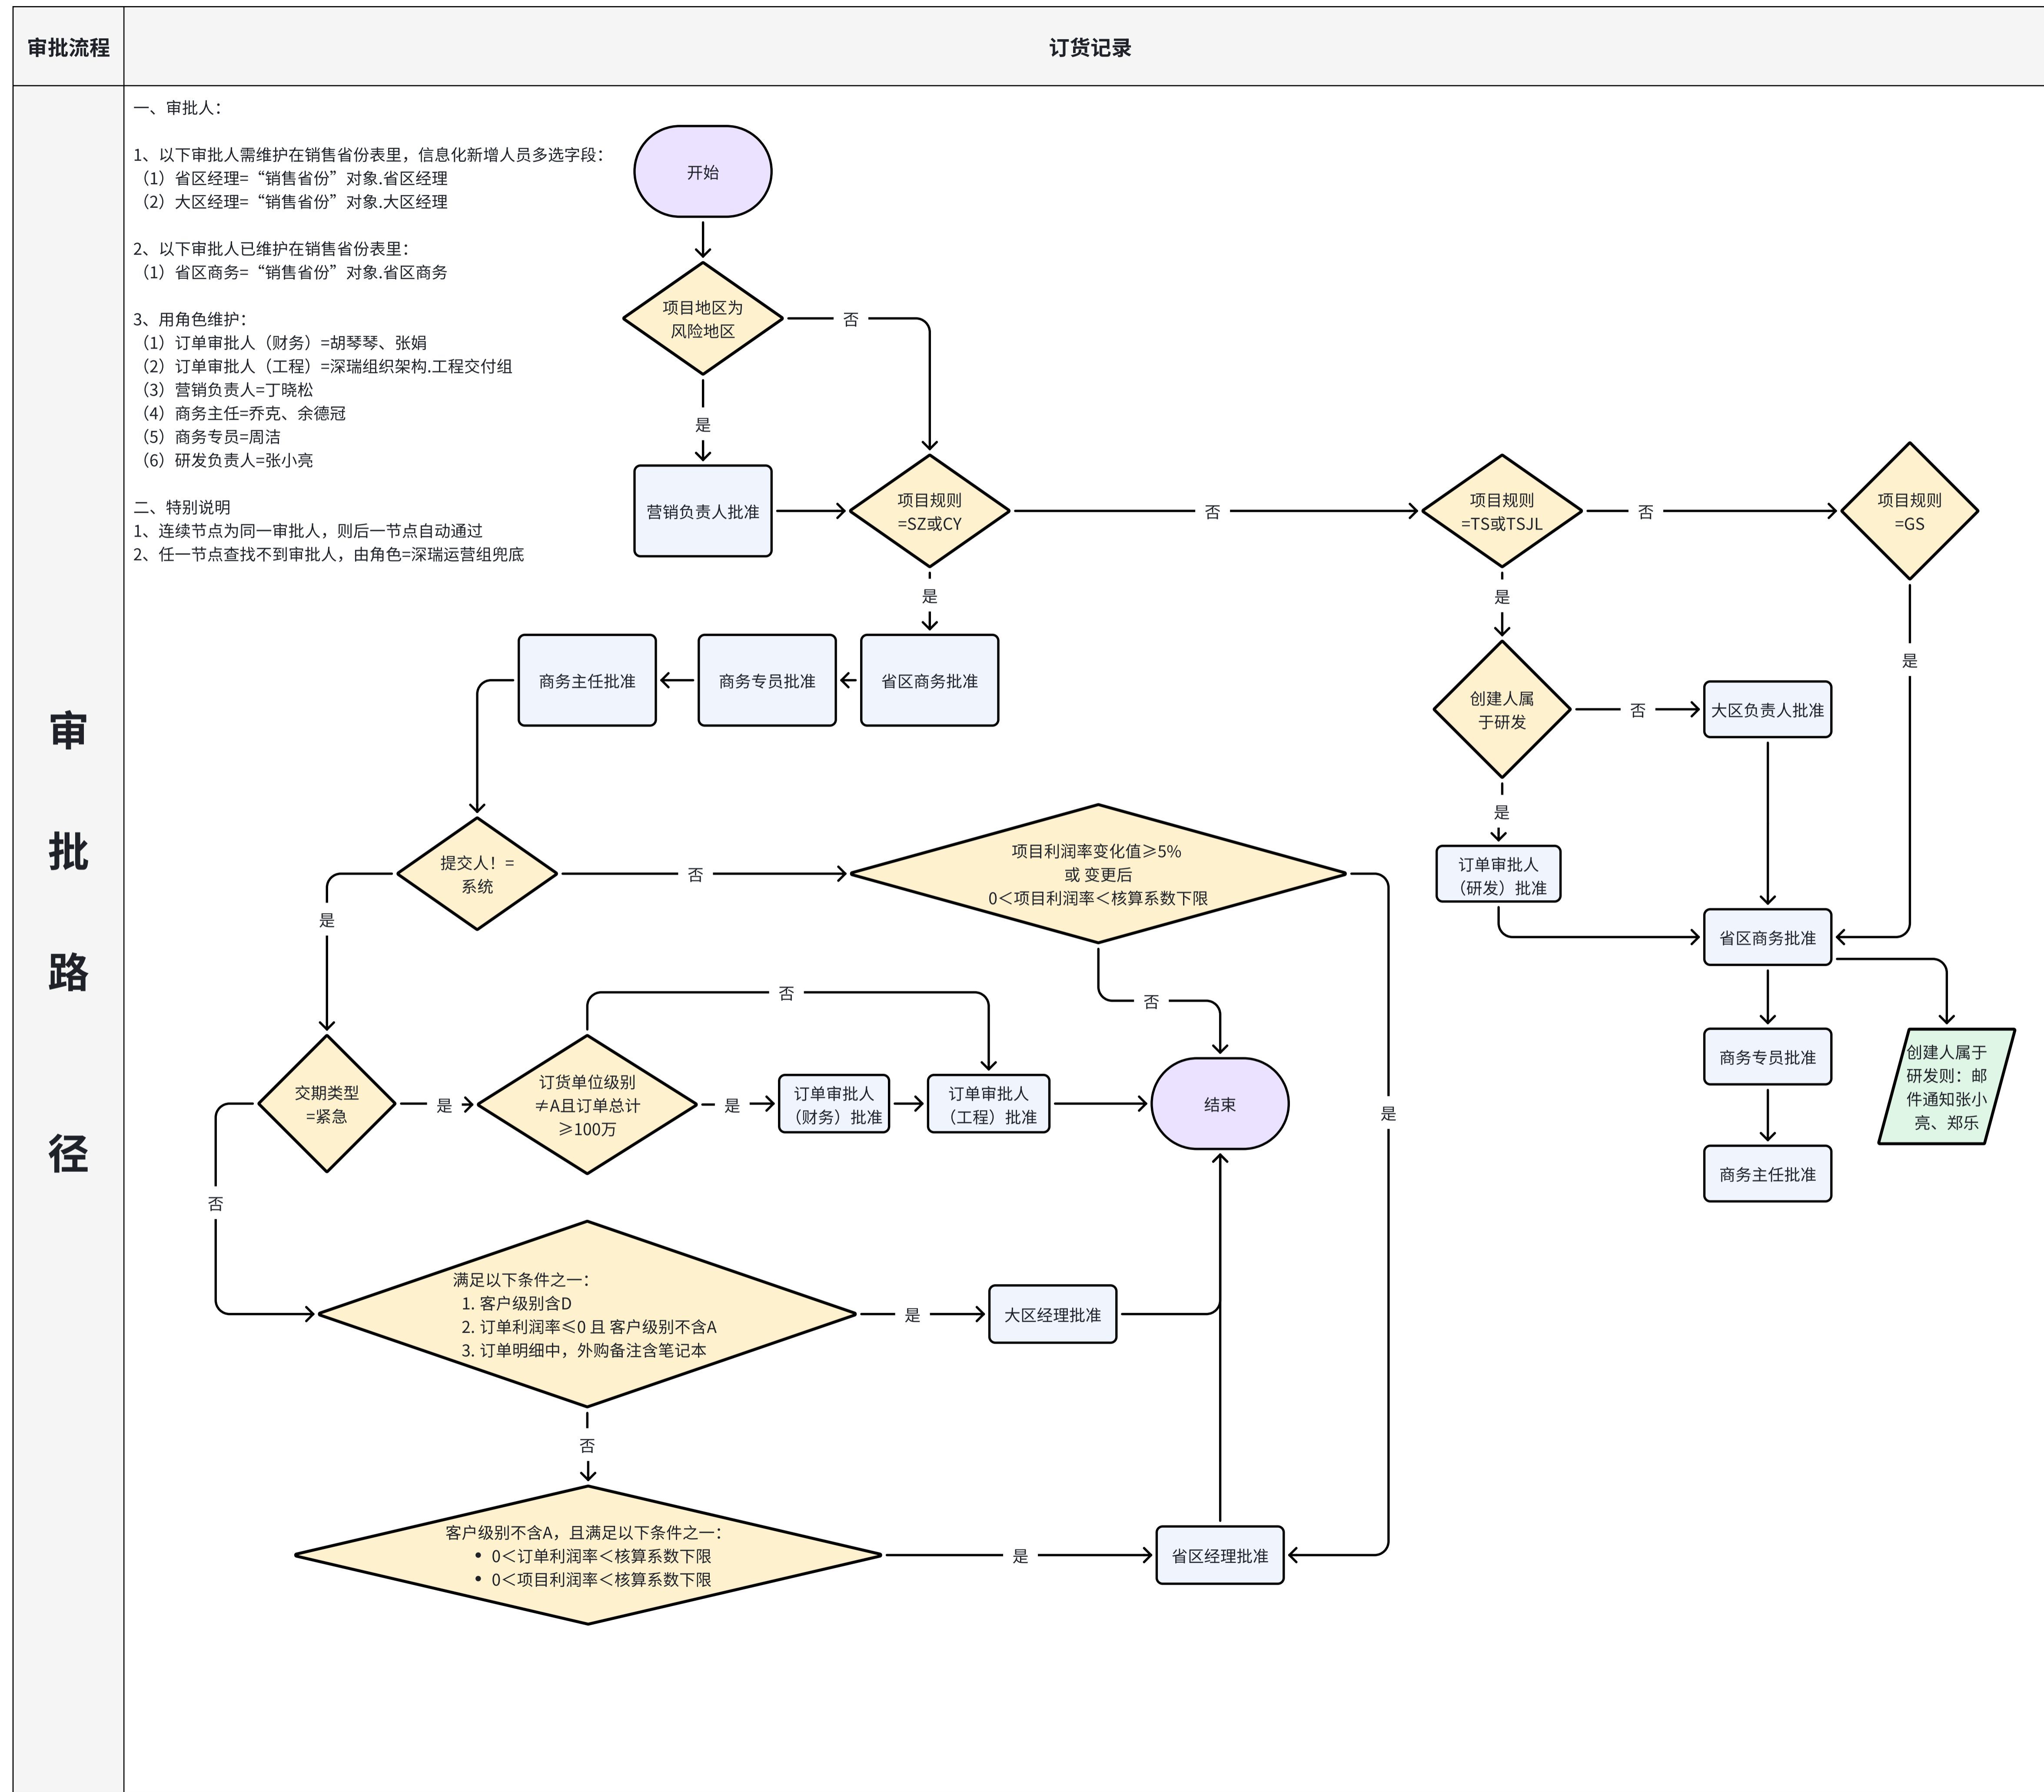 审批流程
订货记录
审
批
路
径
一、审批人：
1、以下审批人需维护在销售省份表里，信息化新增人员多选字段：
（1）省区经理=“销售省份”对象.省区经理
（2）大区经理=“销售省份”对象.大区经理
2、以下审批人已维护在销售省份表里：
（1）省区商务=“销售省份”对象.省区商务
3、用角色维护：
（1）订单审批人（财务）=胡琴琴、张娟
（2）订单审批人（工程）=深瑞组织架构.工程交付组
（3）营销负责人=丁晓松
（4）商务主任=乔克、余德冠
（5）商务专员=周洁
（6）研发负责人=张小亮
二、特别说明
1、连续节点为同一审批人，则后一节点自动通过
2、任一节点查找不到审批人，由角色=深瑞运营组兜底
开始
项目地区为
风险地区
否
是
营销负责人批准
项目规则
=SZ或CY
否
项目规则
=TS或TSJL
否
项目规则
=GS
是
是
是
商务主任批准
商务专员批准
省区商务批准
创建人属
于研发
否
大区负责人批准
是
订单审批人
（研发）批准
省区商务批准
商务专员批准
商务主任批准
创建人属于
研发则：邮
件通知张小
亮、郑乐
提交人！=
系统
否
是
项目利润率变化值≥5%
或 变更后
0＜项目利润率＜核算系数下限
否
是
交期类型
=紧急
是
否
订货单位级别
≠A且订单总计
≥100万
否
是
订单审批人
（财务）批准
订单审批人
（工程）批准
结束
满足以下条件之一：
1. 客户级别含D
2. 订单利润率≤0 且 客户级别不含A
3. 订单明细中，外购备注含笔记本
是
大区经理批准
否
客户级别不含A，且满足以下条件之一：
• 0＜订单利润率＜核算系数下限
• 0＜项目利润率＜核算系数下限
是
省区经理批准